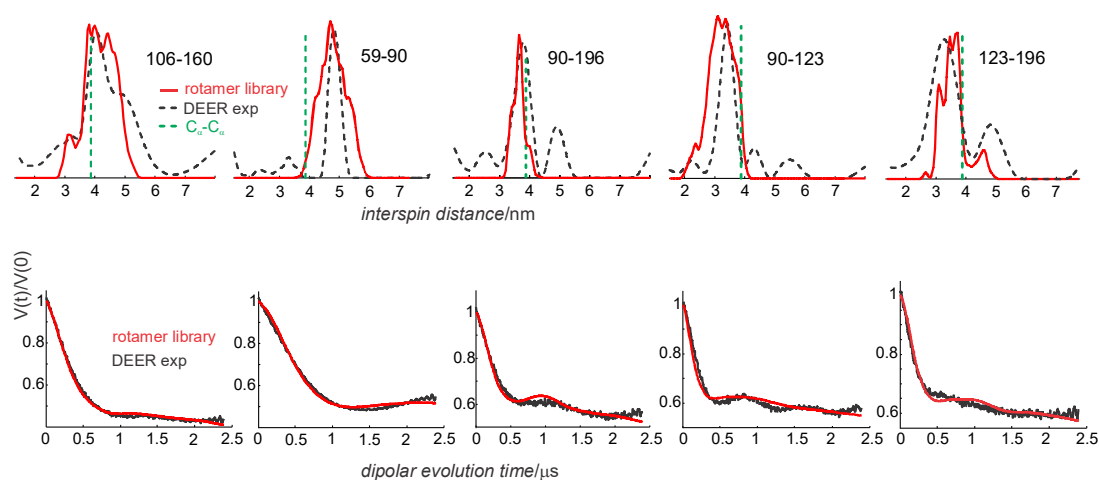 106-160
59-90
90-196
90-123
123-196
rotamer library
DEER exp
Cα-Cα
2 3 4 5 6 7
2 3 4 5 6 7
2 3 4 5 6 7
2 3 4 5 6 7
2 3 4 5 6 7
interspin distance/nm
V(t)/V(0)
rotamer library
DEER exp
1
0.8
0.6
0 0.5 1 1.5 2 2.5
1
0.8
0.6
0 0.5 1 1.5 2 2.5
1
0.8
0.6
0 0.5 1 1.5 2 2.5
1
0.8
0.6
0 0.5 1 1.5 2 2.5
1
0.8
0.6
0 0.5 1 1.5 2 2.5
dipolar evolution time/μs